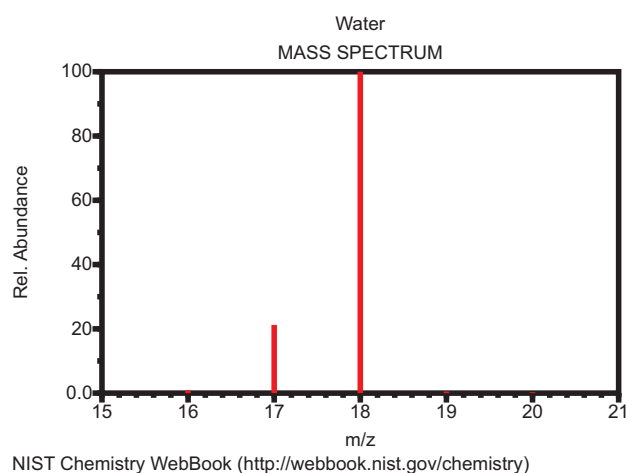 Water
MASS SPECTRUM
100
80
60
40
20
0.0
Rel. Abundance
15 16 17 18 19 20 21
m/z
NIST Chemistry WebBook (http://webbook.nist.gov/chemistry)